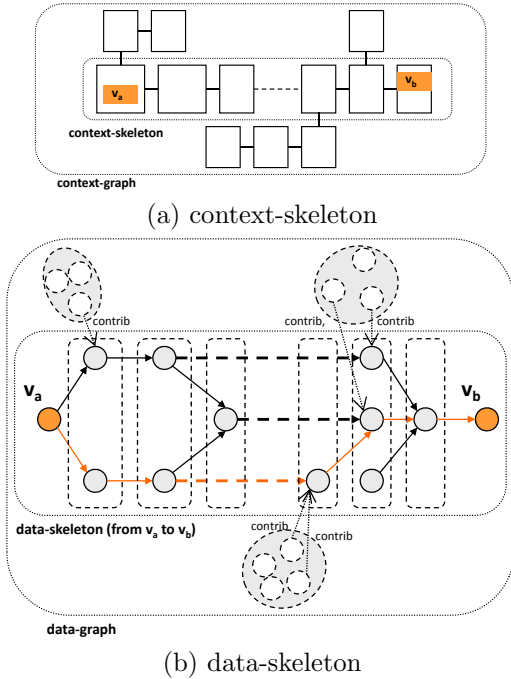 v_a
v_b
context-skeleton
context-graph
(a) context-skeleton
contrib
contrib,
contrib
v_a
v_b
data-skeleton (from v_a to v_b)
contrib
contrib
data-graph
(b) data-skeleton